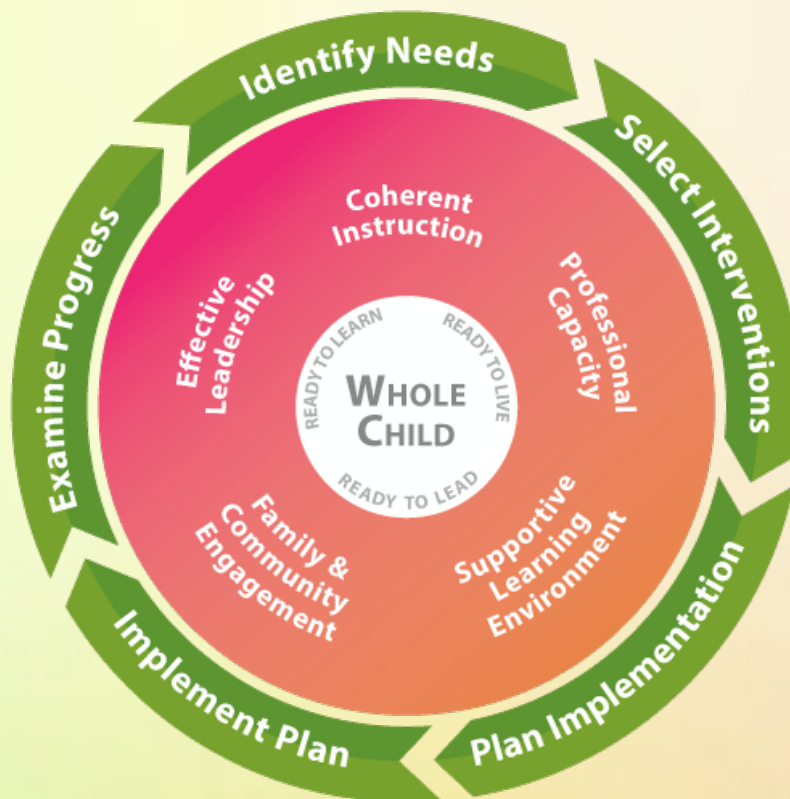 Identify Needs
Select Interventions
Plan Implementation
Implement Plan
Examine Progress
Coherent
Instruction
Professional
Capacity
Supportive
Learning
Environment
Family &
Community
Engagement
Effective
Leadership
READY TO LEARN
READY TO LIVE
READY TO LEAD
WHOLE
CHILD